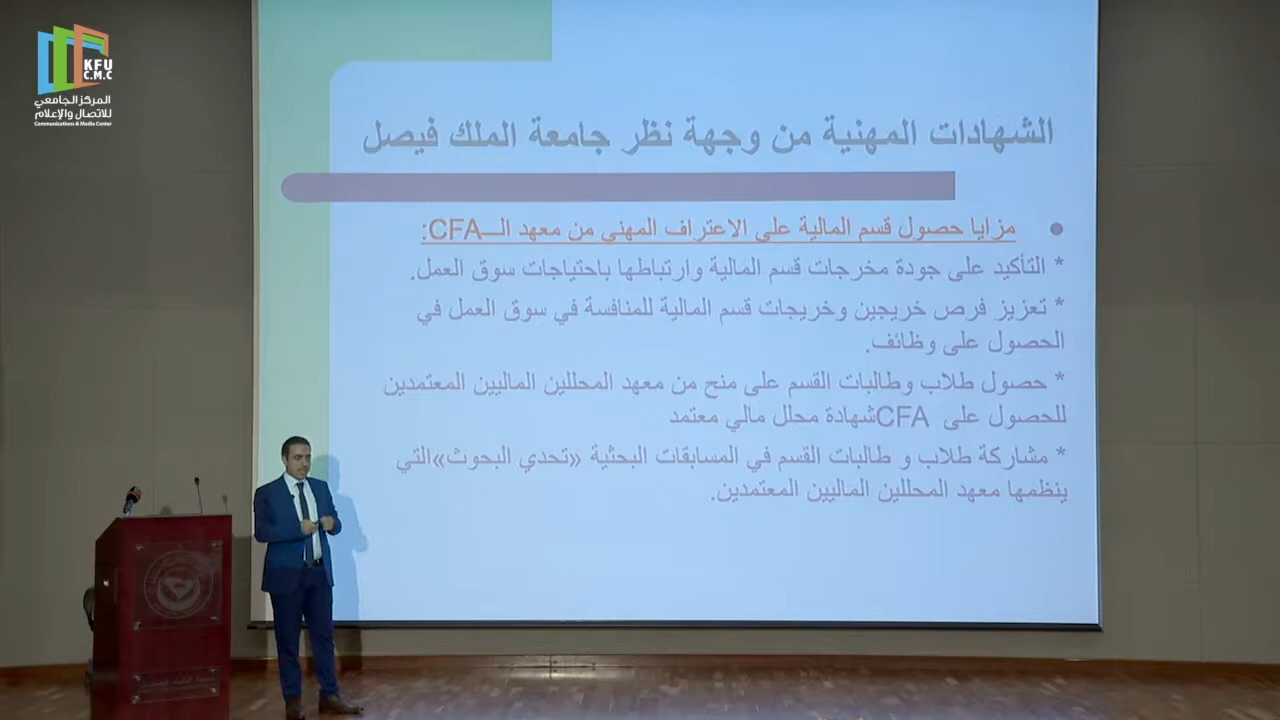 KFU
C.M.C
المركز الجامعي
للاتصال والإعلام
Communications & Media Center
الشهادات المهنية من وجهة نظر جامعة الملك فيصل
مزايا حصول قسم المالية على الاعتراف المهني من معهد الـــCFA:
* التأكيد على جودة مخرجات قسم المالية وارتباطها باحتياجات سوق العمل.
* تعزيز فرص خريجين وخريجات قسم المالية للمنافسة في سوق العمل في
الحصول على وظائف.
* حصول طلاب وطالبات القسم على منح من معهد المحللين الماليين المعتمدين
للحصول على CFAشهادة محلل مالي معتمد
* مشاركة طلاب و طالبات القسم في المسابقات البحثية «تحدي البحوث»التي
ينظمها معهد المحللين الماليين المعتمدين.